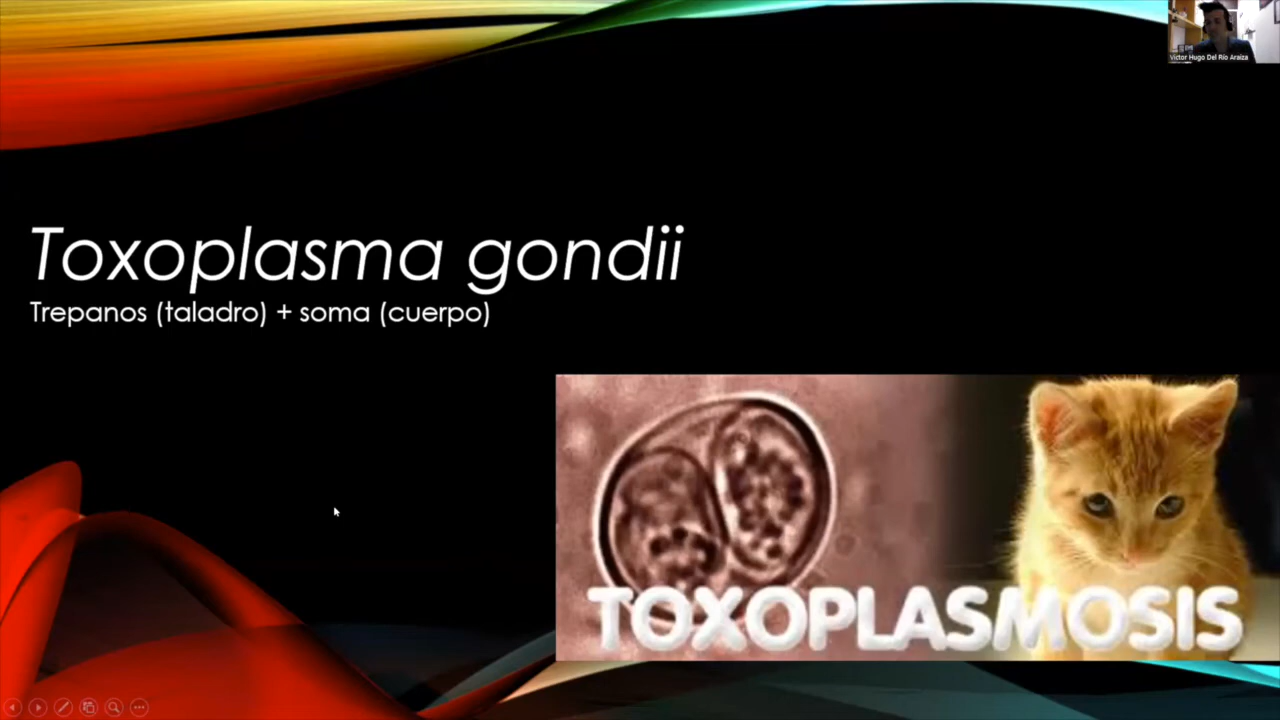 Victor Hugo Del Río Araiza
Toxoplasma gondii
Trepanos (taladro) + soma (cuerpo)
TOXOPLASMOSIS